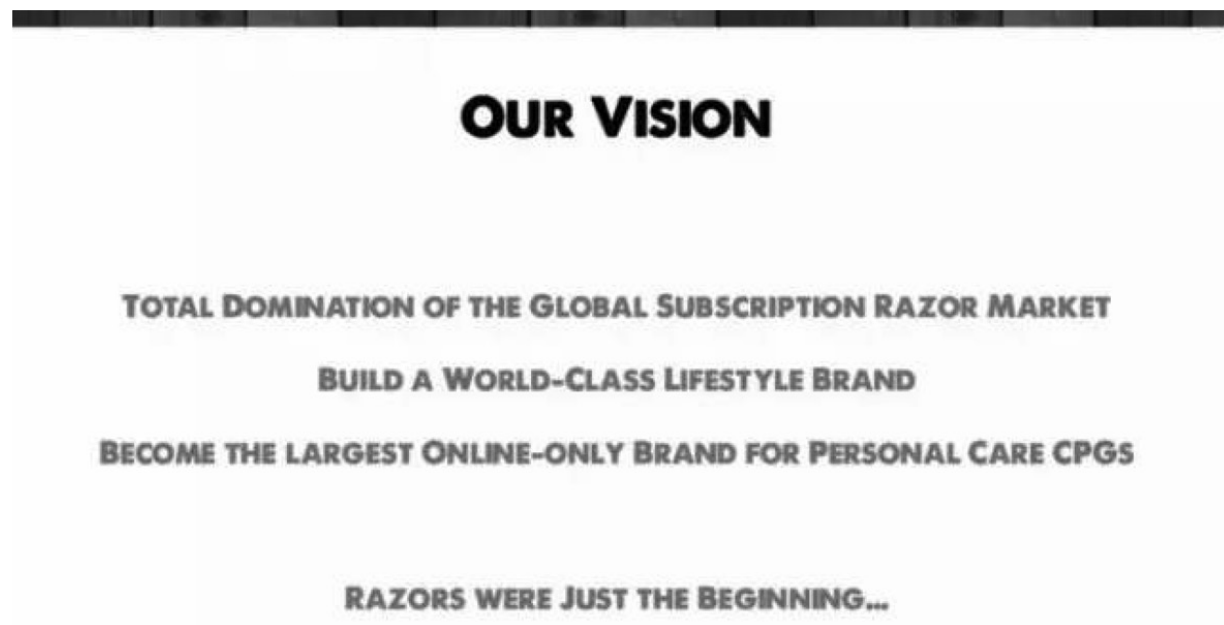 Our Vision
Total Domination of the Global Subscription Razor Market
Build a World-Class Lifestyle Brand
Become the largest Online-only Brand for Personal Care CPGs
Razors were Just the Beginning...